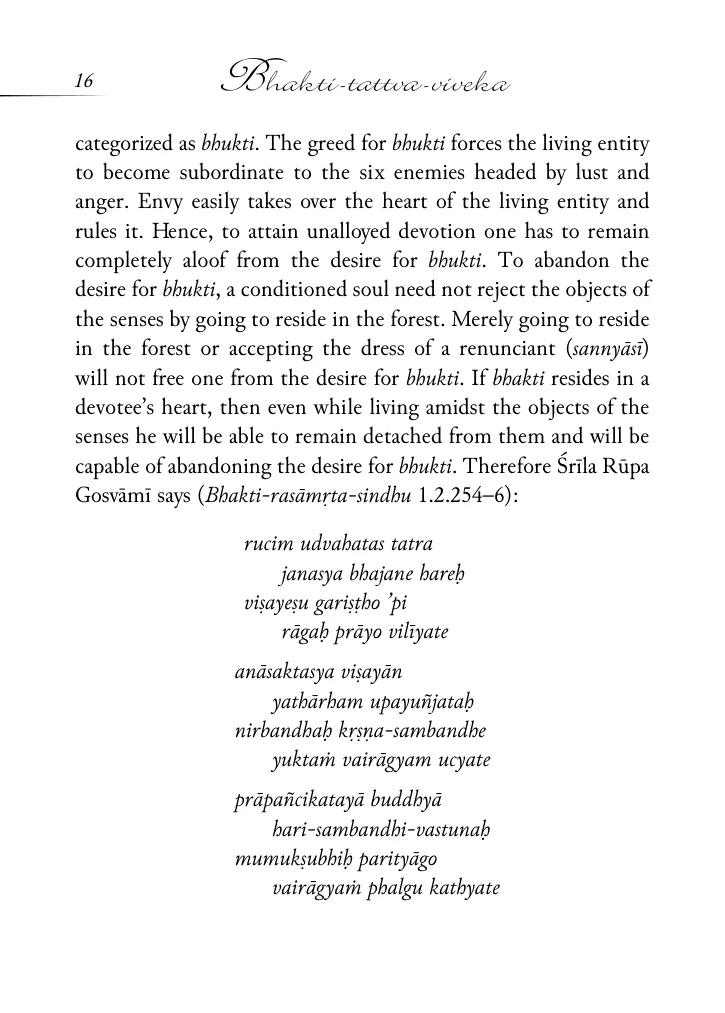 16
Bhakti-tattva-viveka
categorized as bhukti. The greed for bhukti forces the living entity
to become subordinate to the six enemies headed by lust and
anger. Envy easily takes over the heart of the living entity and
rules it. Hence, to attain unalloyed devotion one has to remain
completely aloof from the desire for bhukti. To abandon the
desire for bhukti, a conditioned soul need not reject the objects of
the senses by going to reside in the forest. Merely going to reside
in the forest or accepting the dress of a renunciant (sannyāsī)
will not free one from the desire for bhukti. If bhakti resides in a
devotee’s heart, then even while living amidst the objects of the
senses he will be able to remain detached from them and will be
capable of abandoning the desire for bhukti. Therefore Śrīla Rūpa
Gosvāmī says (Bhakti-rasāmṛta-sindhu 1.2.254–6):
rucim udvahatas tatra
janasya bhajane hareḥ
viṣayeṣu gariṣṭho ’pi
rāgaḥ prāyo vilīyate
anāsaktasya viṣayān
yathārham upayuñjataḥ
nirbandhaḥ kṛṣṇa-sambandhe
yuktaṁ vairāgyam ucyate
prāpañcikatayā buddhyā
hari-sambandhi-vastunaḥ
mumukṣubhiḥ parityāgo
vairāgyaṁ phalgu kathyate